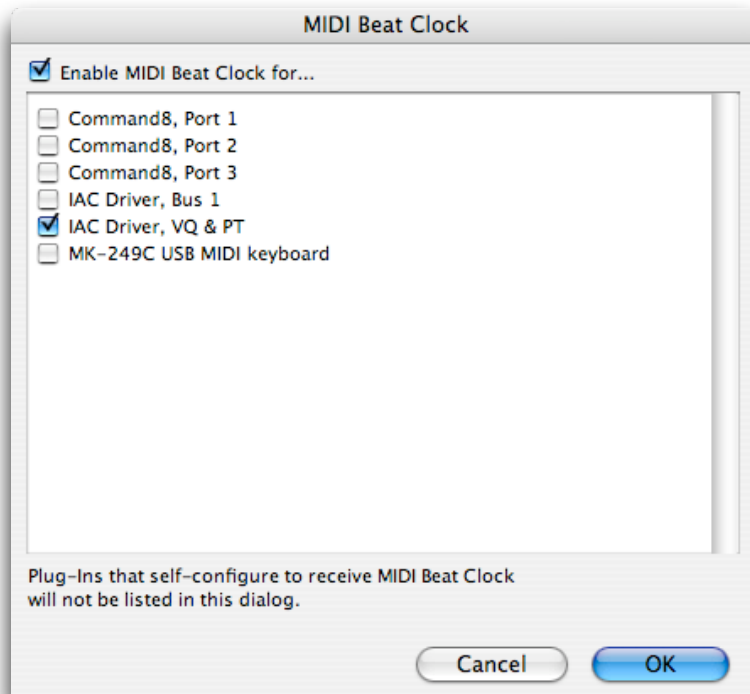 MIDI Beat Clock
Enable MIDI Beat Clock for...
Command8, Port 1
Command8, Port 2
Command8, Port 3
IAC Driver, Bus 1
IAC Driver, VQ & PT
MK-249C USB MIDI keyboard
Plug-Ins that self-configure to receive MIDI Beat Clock
will not be listed in this dialog.
Cancel
OK